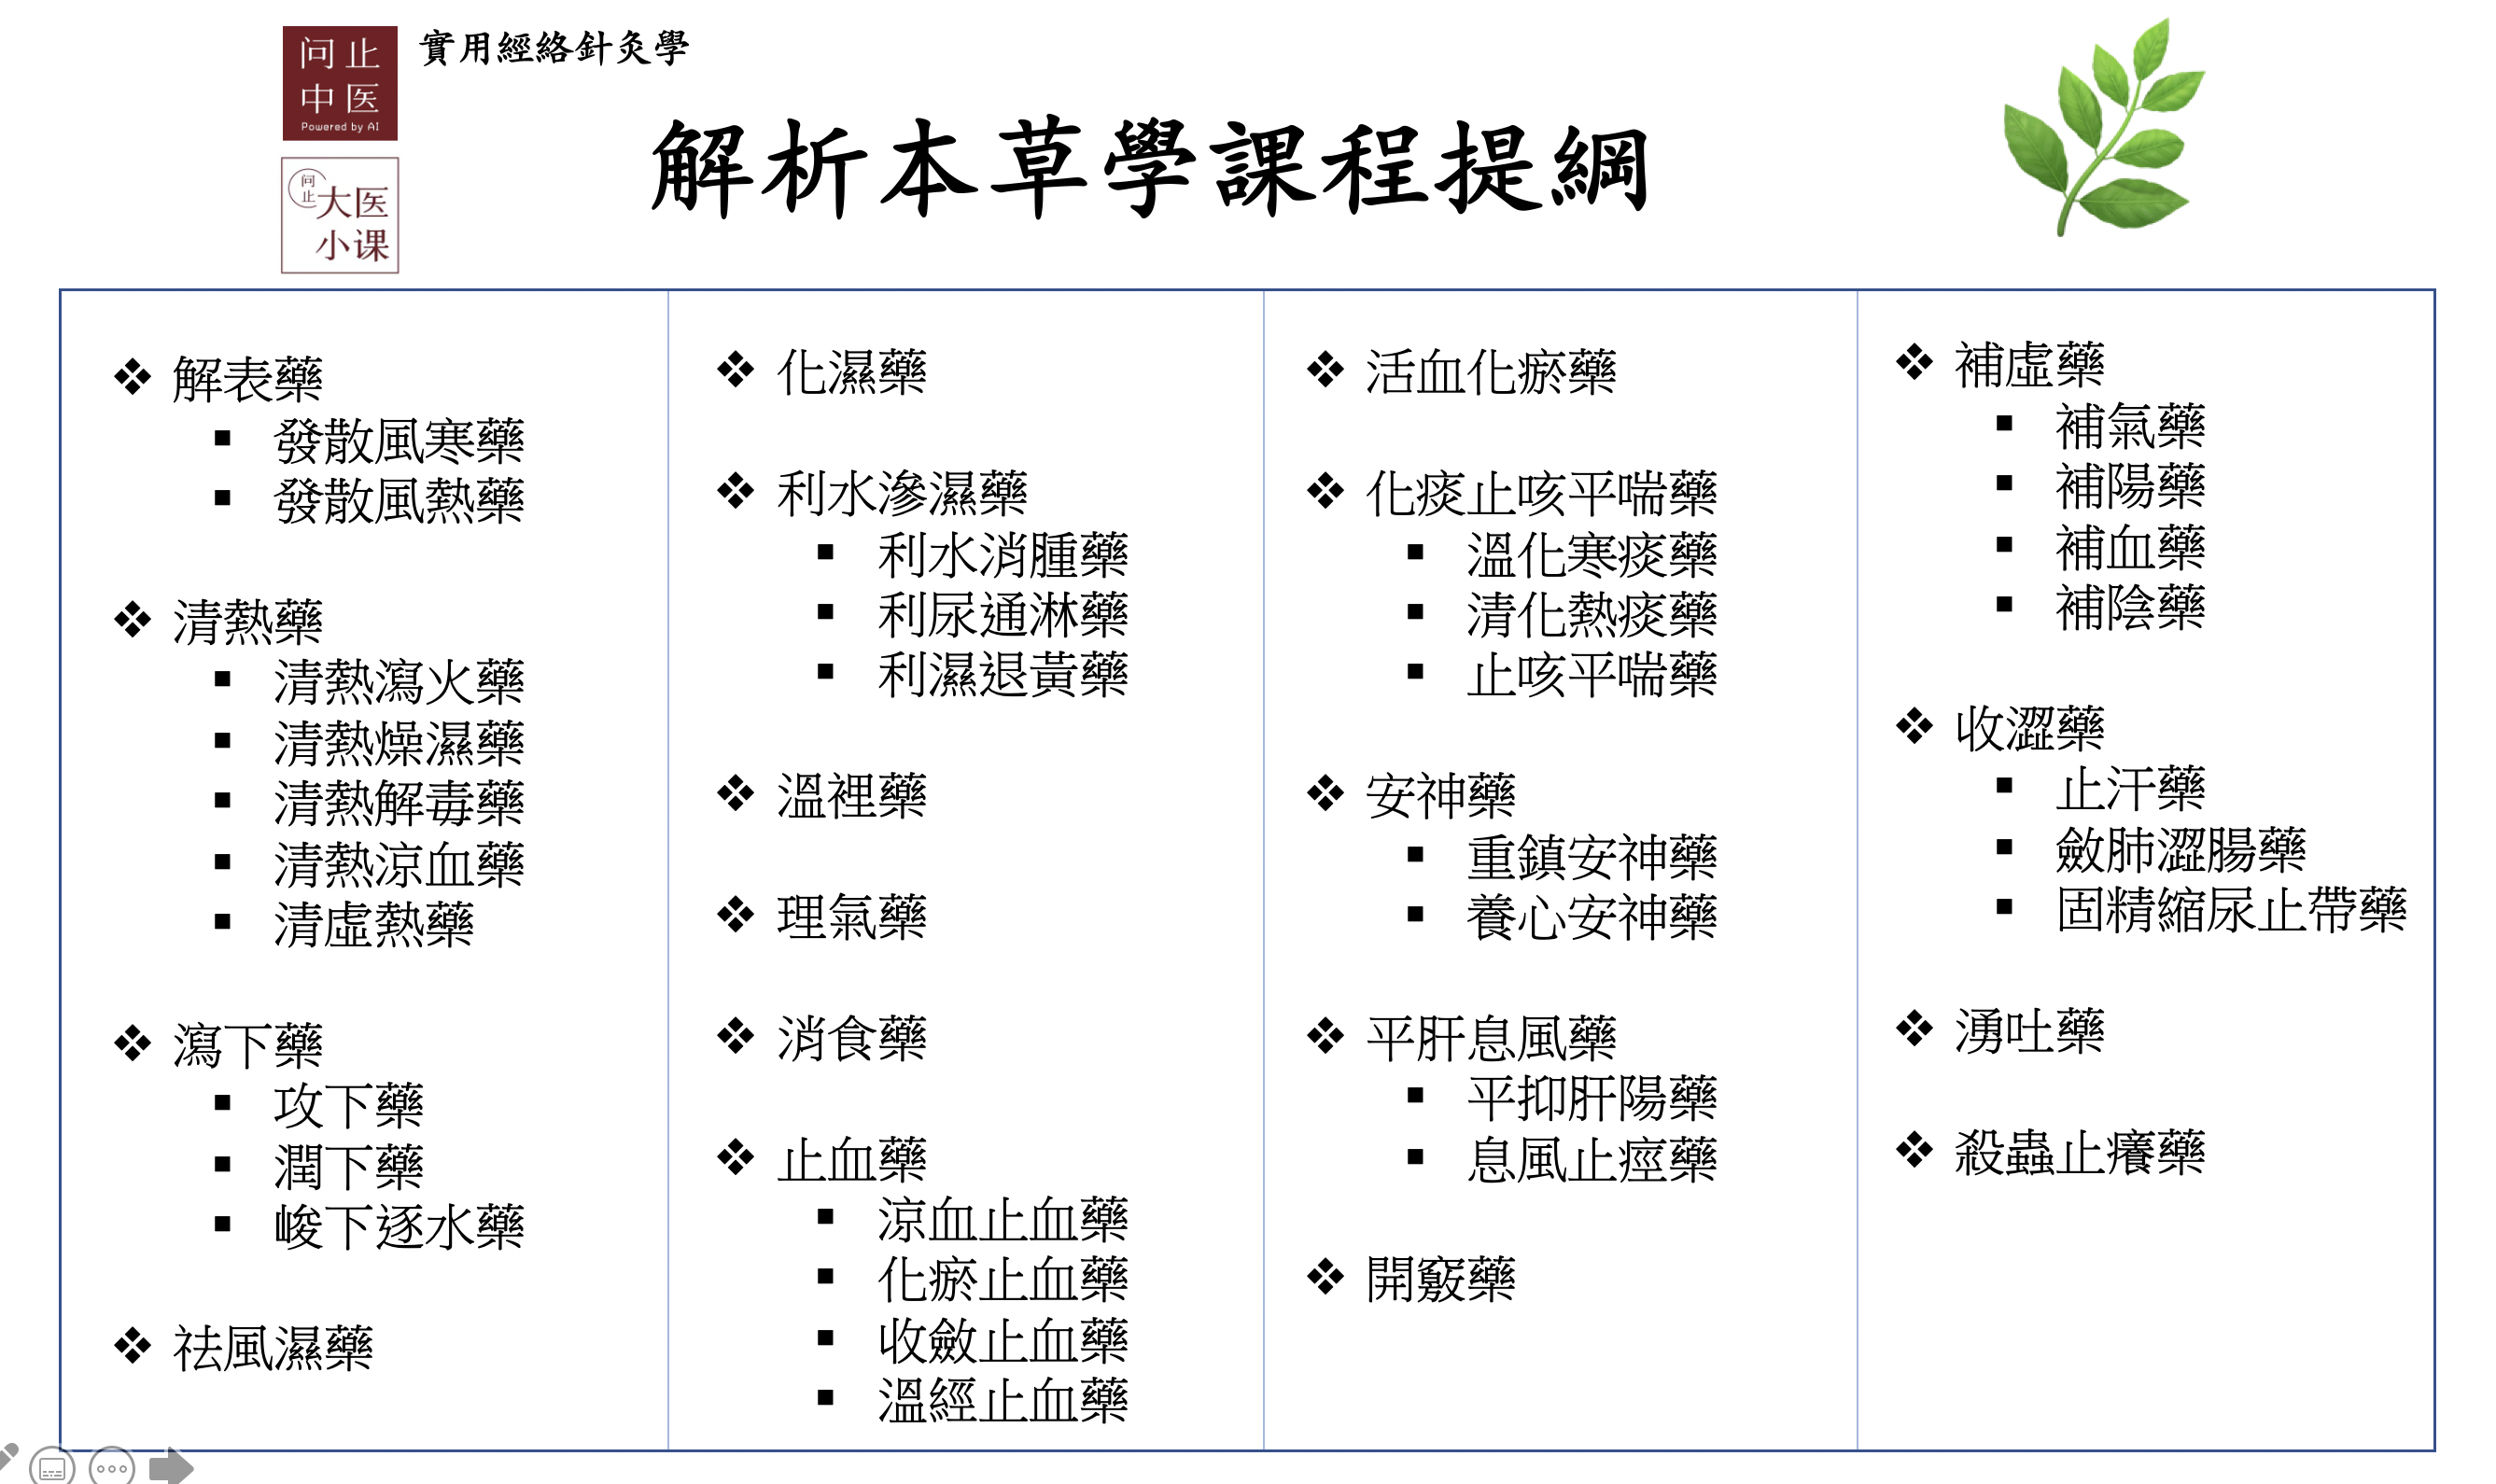 问止
中医
Powered by AI
實用經絡針灸學
问止
大医
小课
解析本草學課程提綱
❖ 解表藥
▪ 發散風寒藥
▪ 發散風熱藥
❖ 清熱藥
▪ 清熱瀉火藥
▪ 清熱燥濕藥
▪ 清熱解毒藥
▪ 清熱涼血藥
▪ 清虛熱藥
❖ 瀉下藥
▪ 攻下藥
▪ 潤下藥
▪ 峻下逐水藥
❖ 祛風濕藥
❖ 化濕藥
❖ 利水滲濕藥
▪ 利水消腫藥
▪ 利尿通淋藥
▪ 利濕退黃藥
❖ 溫裡藥
❖ 理氣藥
❖ 消食藥
❖ 止血藥
▪ 涼血止血藥
▪ 化瘀止血藥
▪ 收斂止血藥
▪ 溫經止血藥
❖ 活血化瘀藥
❖ 化痰止咳平喘藥
▪ 溫化寒痰藥
▪ 清化熱痰藥
▪ 止咳平喘藥
❖ 安神藥
▪ 重鎮安神藥
▪ 養心安神藥
❖ 平肝息風藥
▪ 平抑肝陽藥
▪ 息風止痙藥
❖ 開竅藥
❖ 補虛藥
▪ 補氣藥
▪ 補陽藥
▪ 補血藥
▪ 補陰藥
❖ 收澀藥
▪ 止汗藥
▪ 斂肺澀腸藥
▪ 固精縮尿止帶藥
❖ 湧吐藥
❖ 殺蟲止癢藥